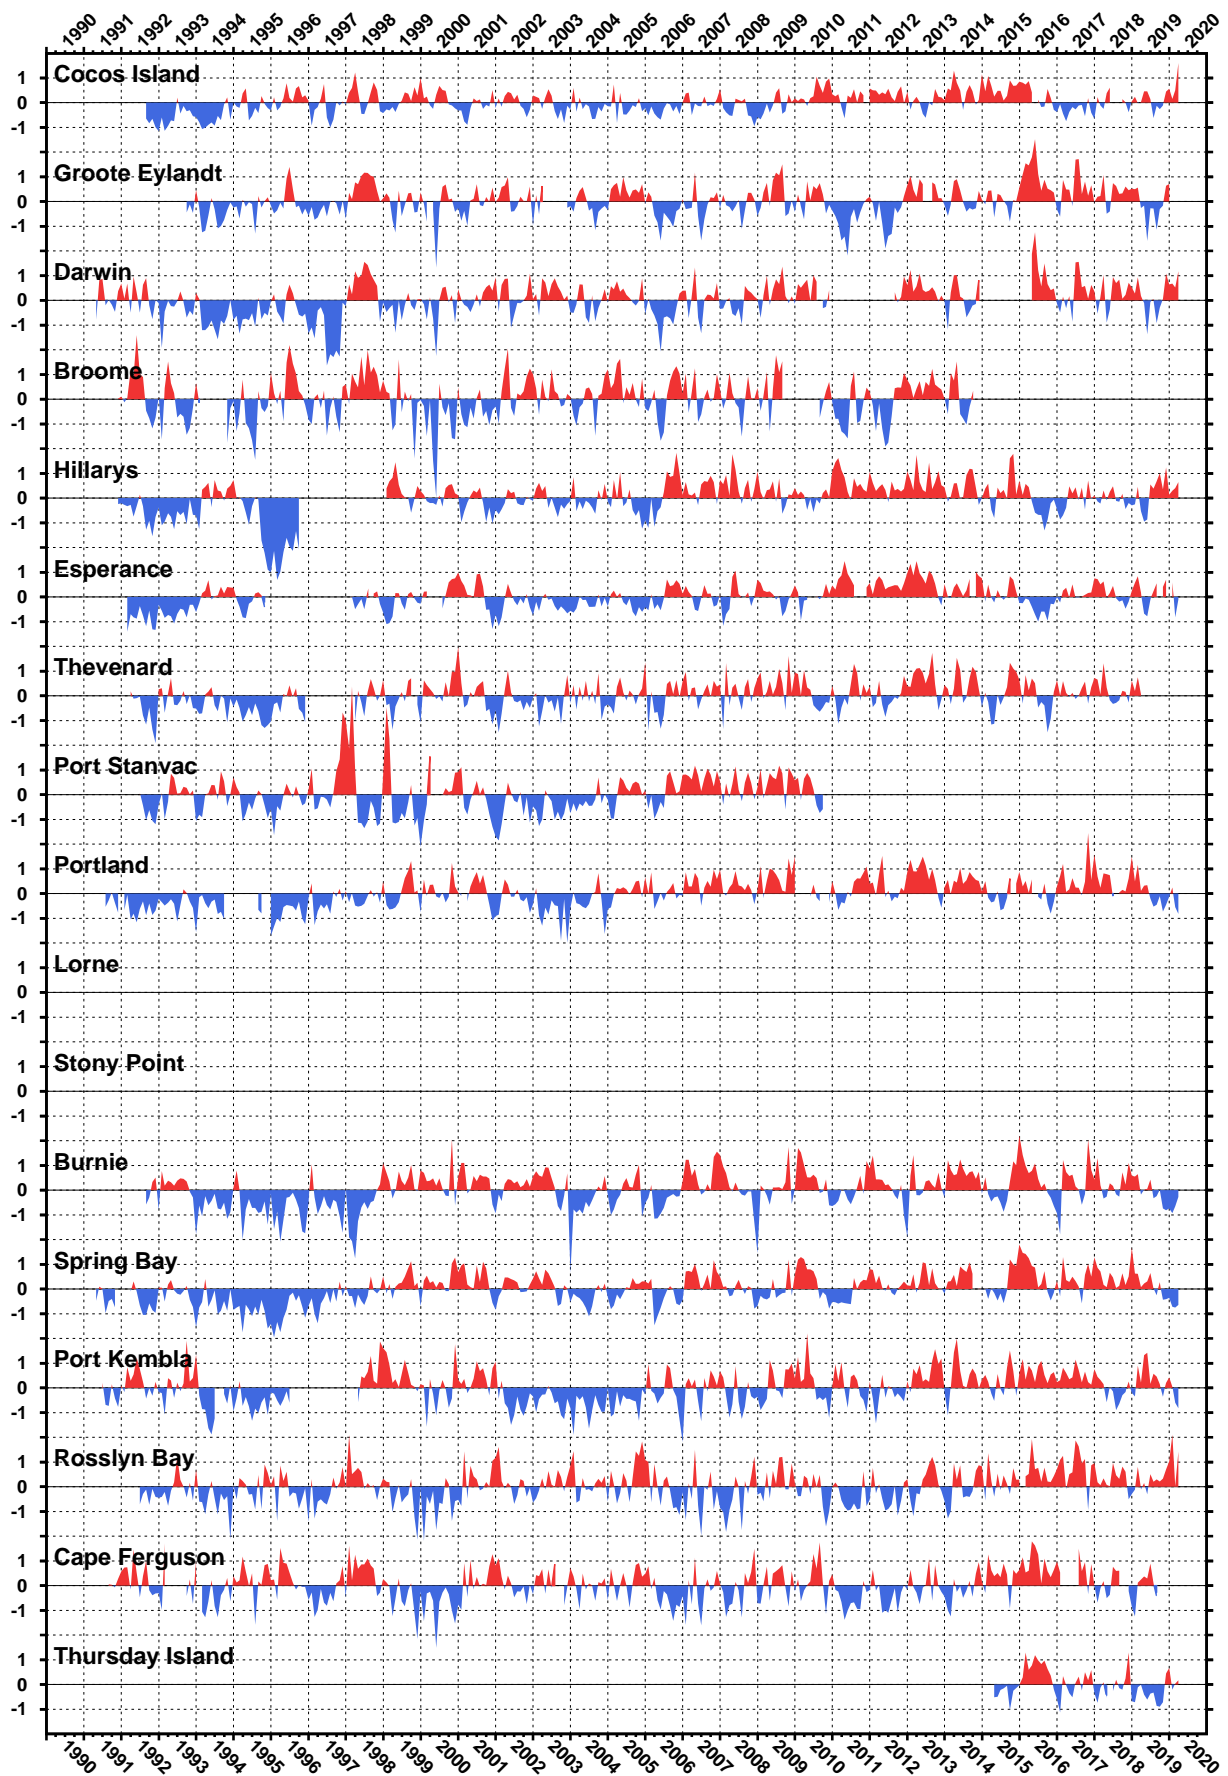 1990 1991 1992 1993 1994 1995 1996 1997 1998 1999 2000 2001 2002 2003 2004 2005 2006 2007 2008 2009 2010 2011 2012 2013 2014 2015 2016 2017 2018 2019 2020
Cocos Island
1
0
-1
Groote Eylandt
1
0
-1
Darwin
1
0
-1
Broome
1
0
-1
Hillarys
1
0
-1
Esperance
1
0
-1
Thevenard
1
0
-1
Port Stanvac
1
0
-1
Portland
1
0
-1
Lorne
1
0
-1
Stony Point
1
0
-1
Burnie
1
0
-1
Spring Bay
1
0
-1
Port Kembla
1
0
-1
Rosslyn Bay
1
0
-1
Cape Ferguson
1
0
-1
Thursday Island
1
0
-1
1990 1991 1992 1993 1994 1995 1996 1997 1998 1999 2000 2001 2002 2003 2004 2005 2006 2007 2008 2009 2010 2011 2012 2013 2014 2015 2016 2017 2018 2019 2020